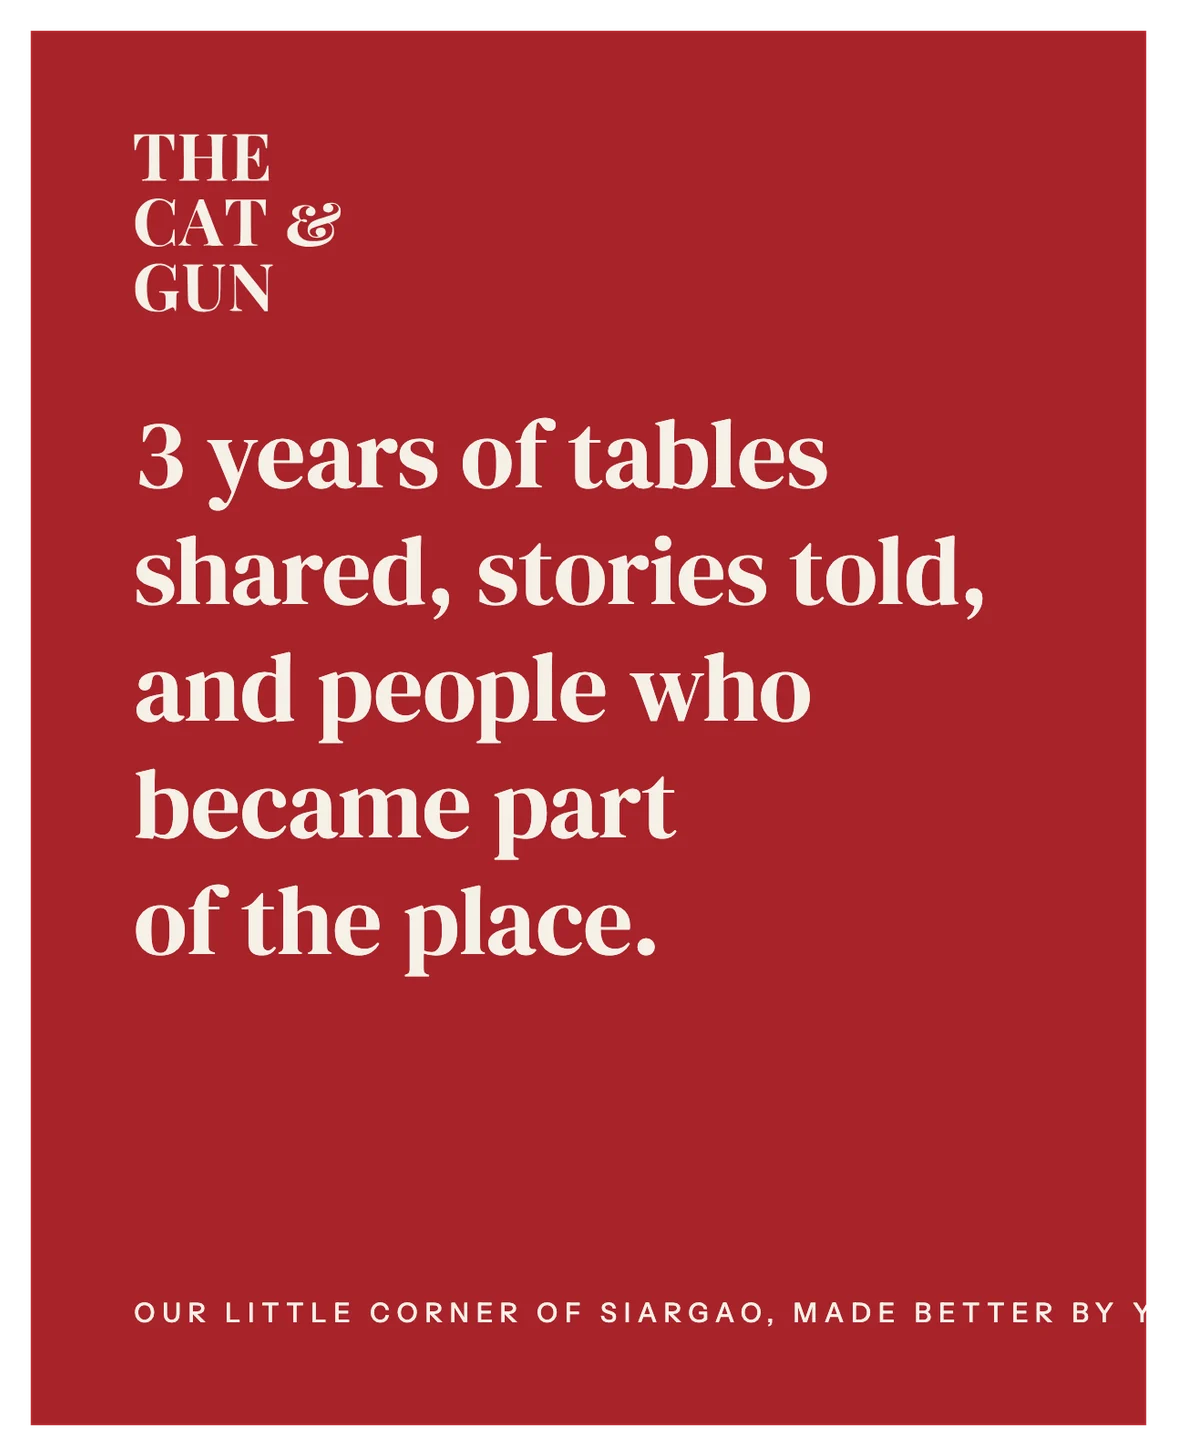 THE
CAT &
GUN
3 years of tables
shared, stories told,
and people who
became part
of the place.
OUR LITTLE CORNER OF SIARGAO, MADE BETTER BY Y